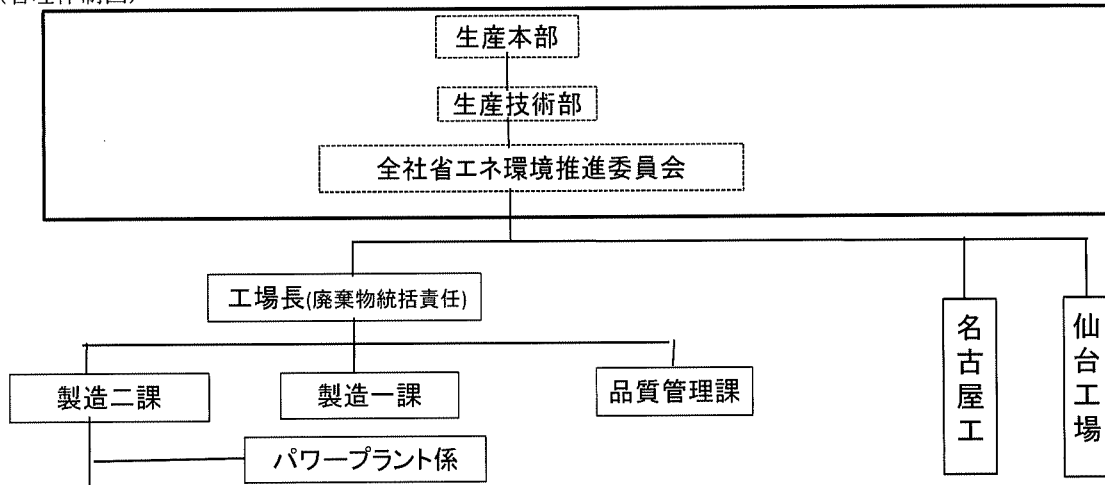 生産本部
生産技術部
全社省エネ環境推進委員会
工場長(廃棄物統括責任)
名古屋工
仙台工場
製造二課
製造一課
品質管理課
パワープラント係